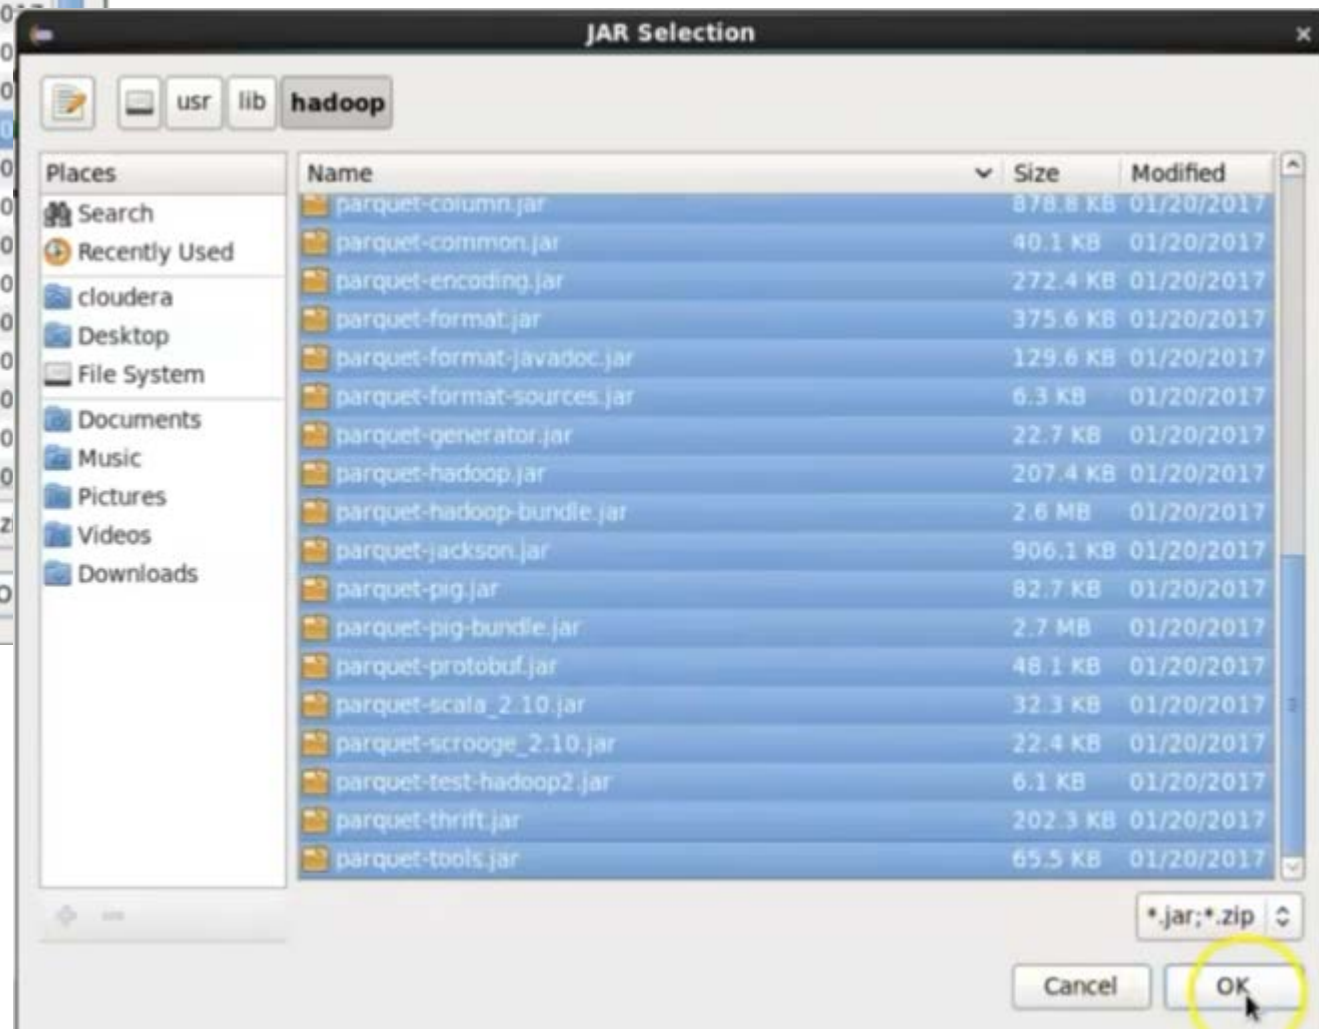 JAR Selection
usr lib hadoop
Places
Search
Recently Used
cloudera
Desktop
File System
Documents
Music
Pictures
Videos
Downloads
Name Size Modified
parquet-column.jar 878.8 KB 01/20/2017
parquet-common.jar 40.1 KB 01/20/2017
parquet-encoding.jar 272.4 KB 01/20/2017
parquet-format.jar 375.6 KB 01/20/2017
parquet-format-javadoc.jar 129.6 KB 01/20/2017
parquet-format-sources.jar 6.3 KB 01/20/2017
parquet-generator.jar 22.7 KB 01/20/2017
parquet-hadoop.jar 207.4 KB 01/20/2017
parquet-hadoop-bundle.jar 2.6 MB 01/20/2017
parquet-jackson.jar 906.1 KB 01/20/2017
parquet-pig.jar 82.7 KB 01/20/2017
parquet-pig-bundle.jar 2.7 MB 01/20/2017
parquet-protobuf.jar 48.1 KB 01/20/2017
parquet-scala_2.10.jar 32.3 KB 01/20/2017
parquet-scrooge_2.10.jar 22.4 KB 01/20/2017
parquet-test-hadoop2.jar 6.1 KB 01/20/2017
parquet-thrift.jar 202.3 KB 01/20/2017
parquet-tools.jar 65.5 KB 01/20/2017
*.jar;*.zip
Cancel OK